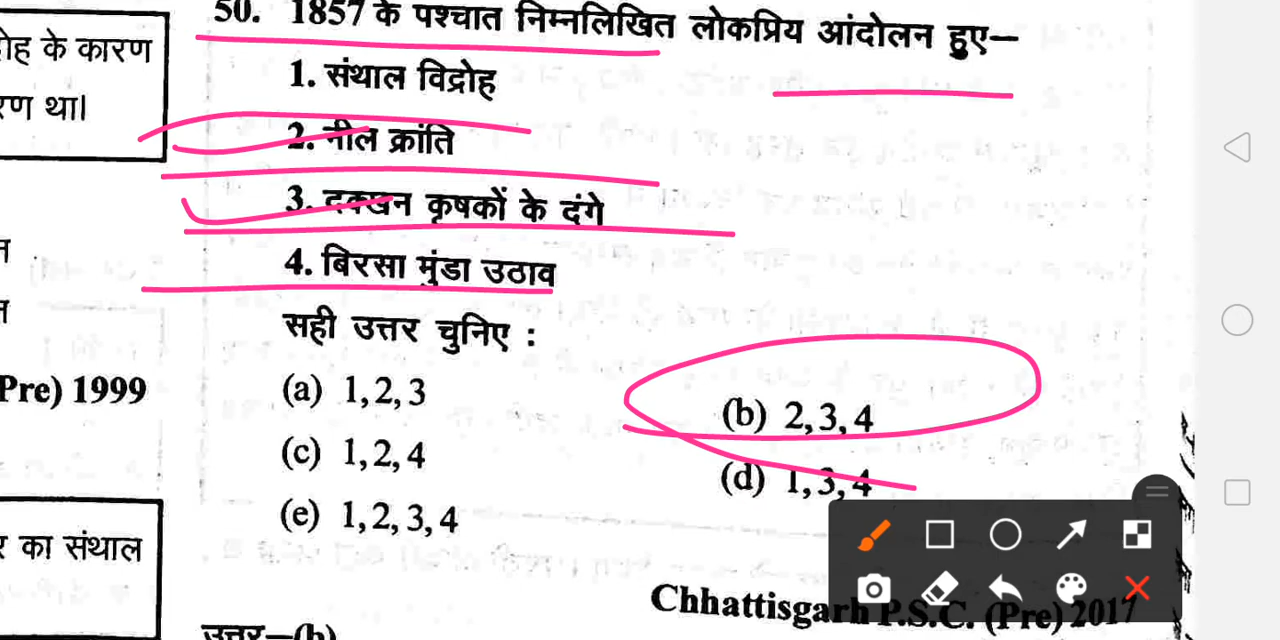 50. 1857 के पश्चात निम्नलिखित लोकप्रिय आंदोलन हुए–
ोह के कारण
1. संथाल विद्रोह
रण था।
2. नील क्रांति
3. दक्खन कृषकों के दंगे
4. बिरसा मुंडा उठाव
सही उत्तर चुनिए :
Pre) 1999
(a) 1, 2, 3
(b) 2, 3, 4
(c) 1, 2, 4
(d) 1, 3, 4
(e) 1, 2, 3, 4
र का संथाल
Chhattisgarh P.S.C. (Pre) 2017
उत्तर–(b)